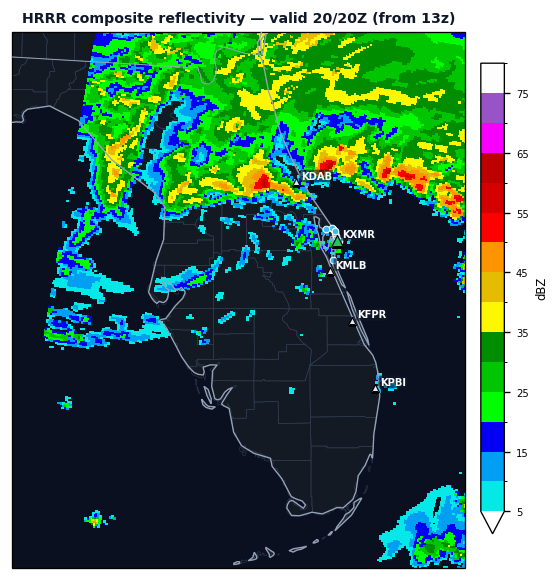 HRRR composite reflectivity — valid 20/20Z (from 13z)
KDAB
KXMR
KMLB
KFPR
KPBI
75
65
55
45
35
25
15
5
dBZ